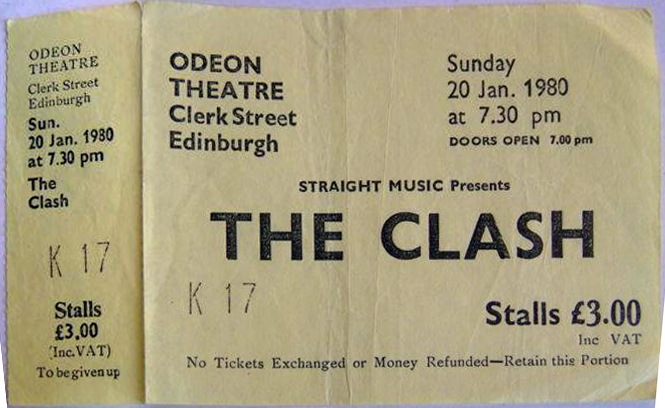 ODEON
THEATRE
Clerk Street
Edinburgh
Sun.
20 Jan. 1980
at 7.30 pm
The
Clash
K 17
Stalls
£3.00
(Inc. VAT)
To be given up
ODEON
THEATRE
Clerk Street
Edinburgh
Sunday
20 Jan. 1980
at 7.30 pm
DOORS OPEN 7.00 pm
STRAIGHT MUSIC Presents
THE CLASH
K 17
Stalls £3.00
Inc VAT
No Tickets Exchanged or Money Refunded—Retain this Portion